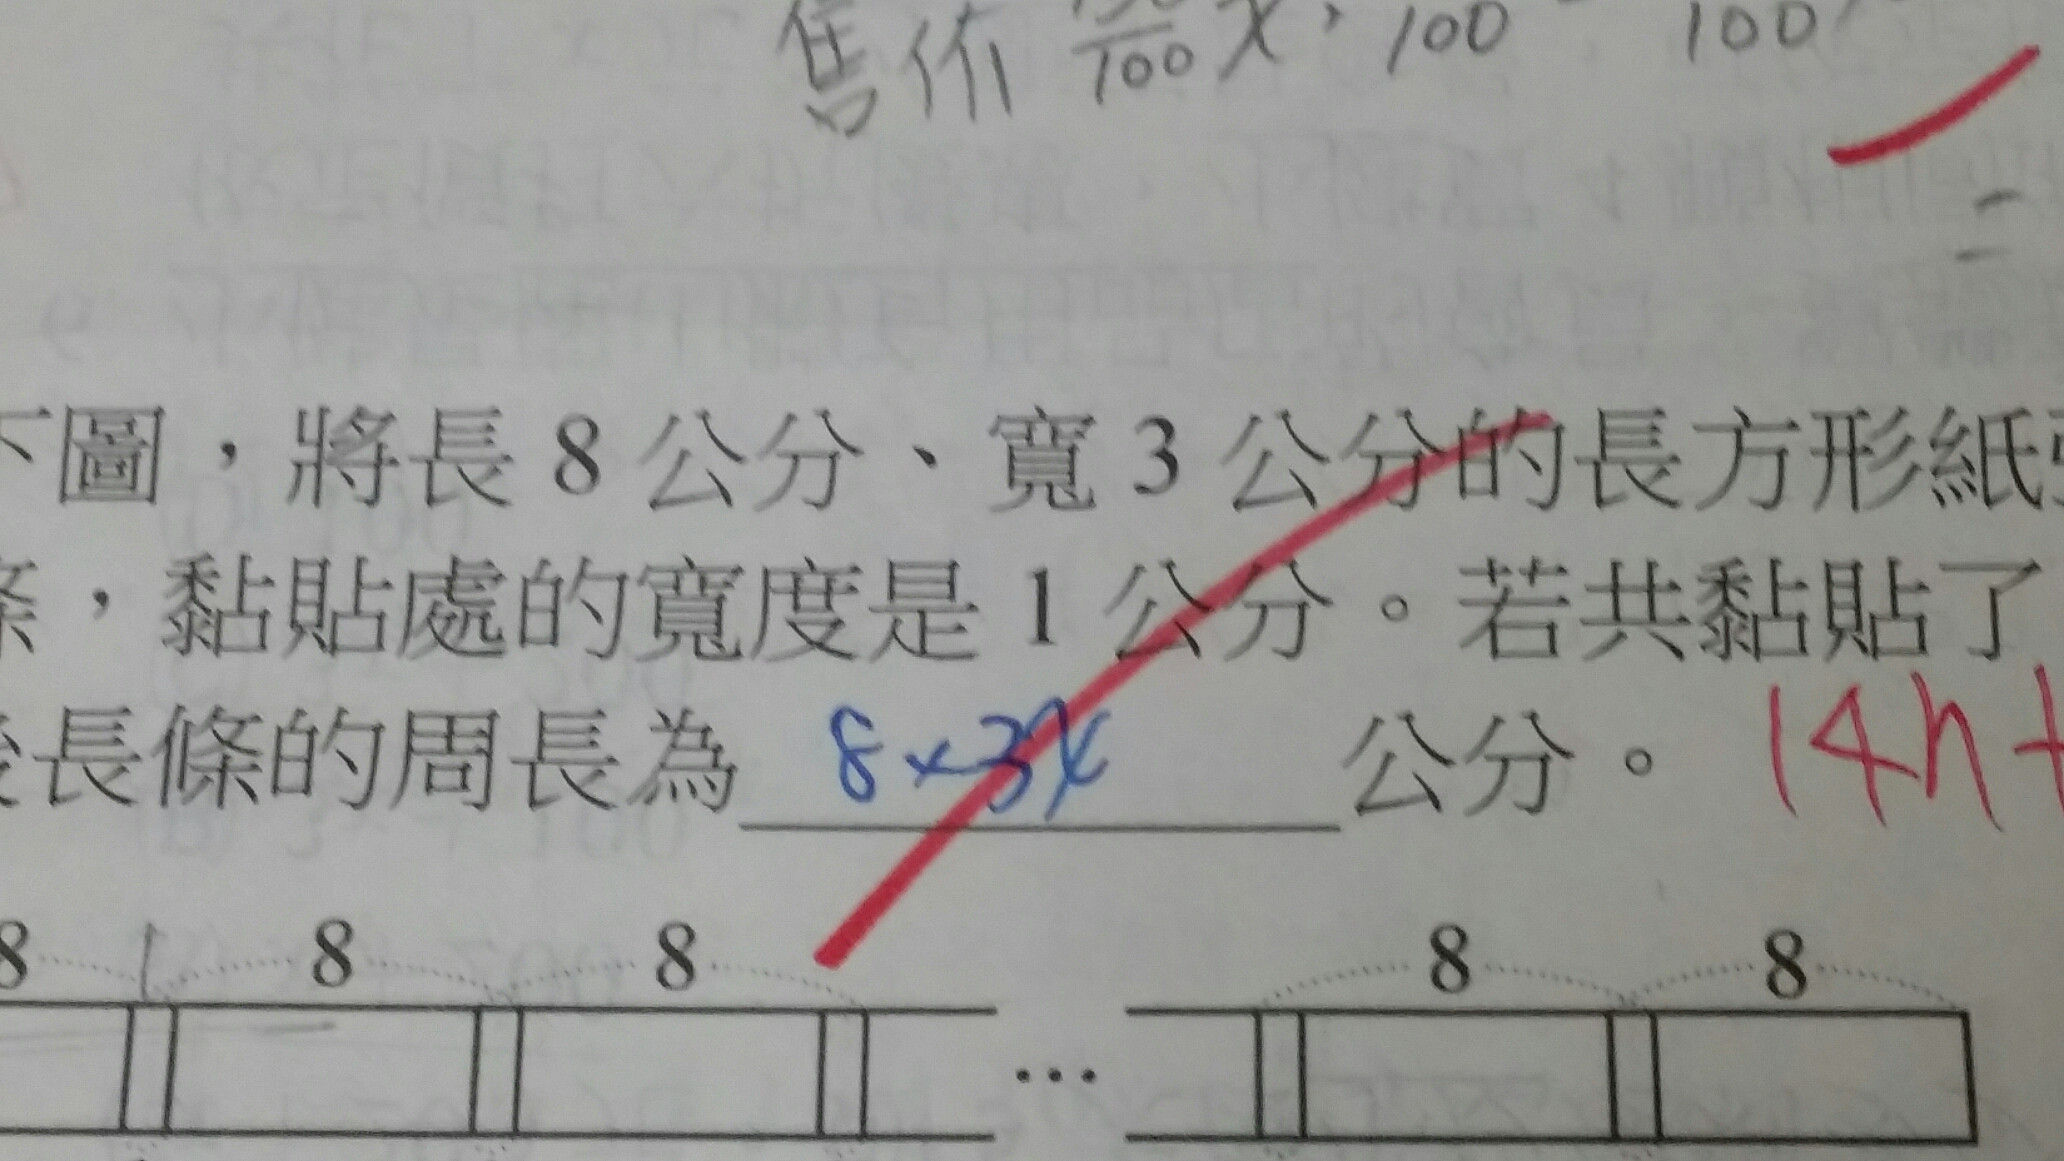 售价 100 x, 100 100
下圖，將長 8 公分、寬 3 公分的長方形紙
條，黏貼處的寬度是 1 公分。若共黏貼了
後長條的周長為 8×3x 公分。 14n+
8 8 8 8 8
...